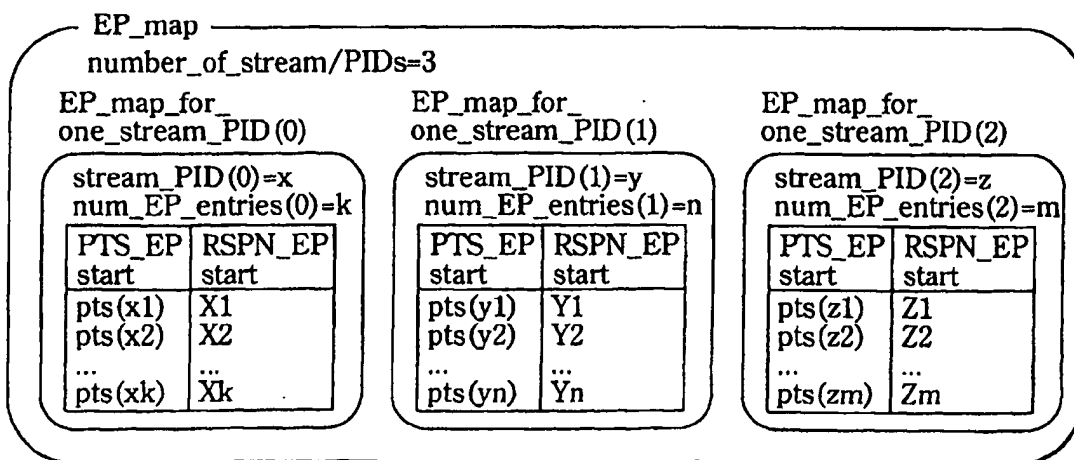 EP_map
number_of_stream/PIDs=3
EP_map_for_
one_stream_PID(0)
stream_PID(0)=x
num_EP_entries(0)=k
PTS_EP start RSPN_EP start
pts(x1) X1
pts(x2) X2
... ...
pts(xk) Xk
EP_map_for_
one_stream_PID(1)
stream_PID(1)=y
num_EP_entries(1)=n
PTS_EP start RSPN_EP start
pts(y1) Y1
pts(y2) Y2
... ...
pts(yn) Yn
EP_map_for_
one_stream_PID(2)
stream_PID(2)=z
num_EP_entries(2)=m
PTS_EP start RSPN_EP start
pts(z1) Z1
pts(z2) Z2
... ...
pts(zm) Zm